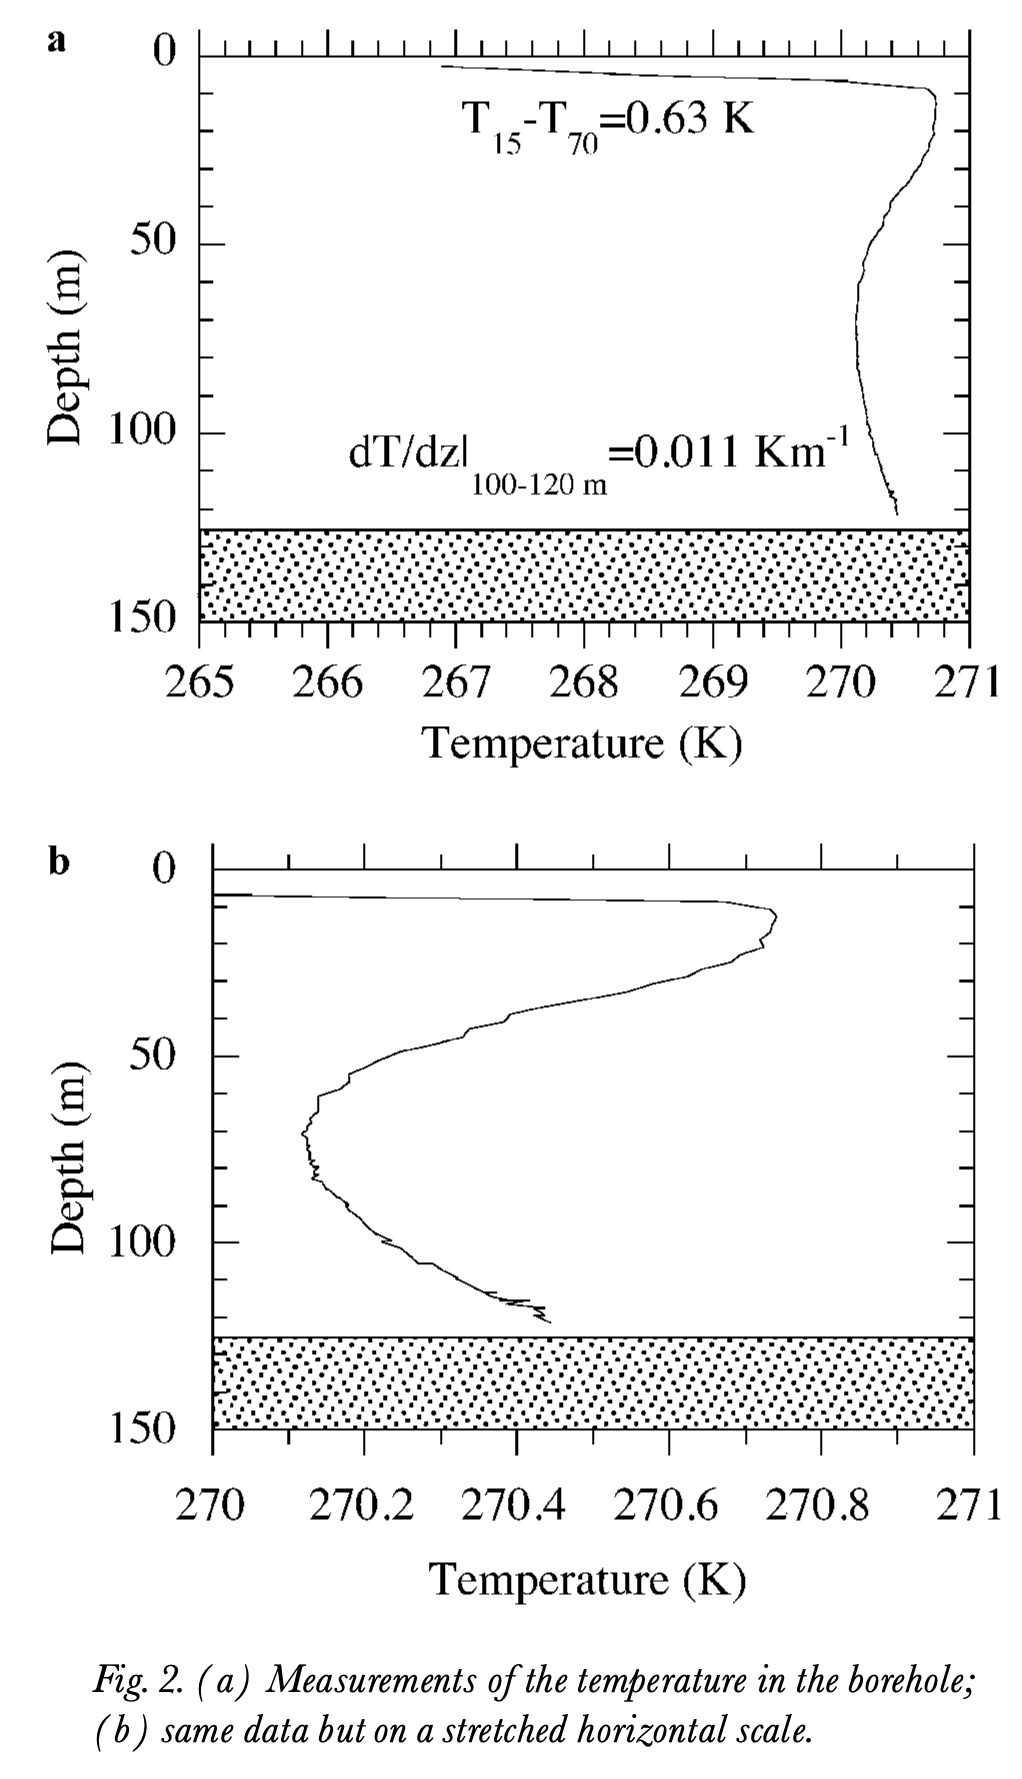 a
0
T15-T70=0.63 K
50
Depth (m)
100
dT/dz|100-120 m=0.011 Km-1
150
265 266 267 268 269 270 271
Temperature (K)
b
0
50
Depth (m)
100
150
270 270.2 270.4 270.6 270.8 271
Temperature (K)
Fig. 2. (a) Measurements of the temperature in the borehole;
(b) same data but on a stretched horizontal scale.